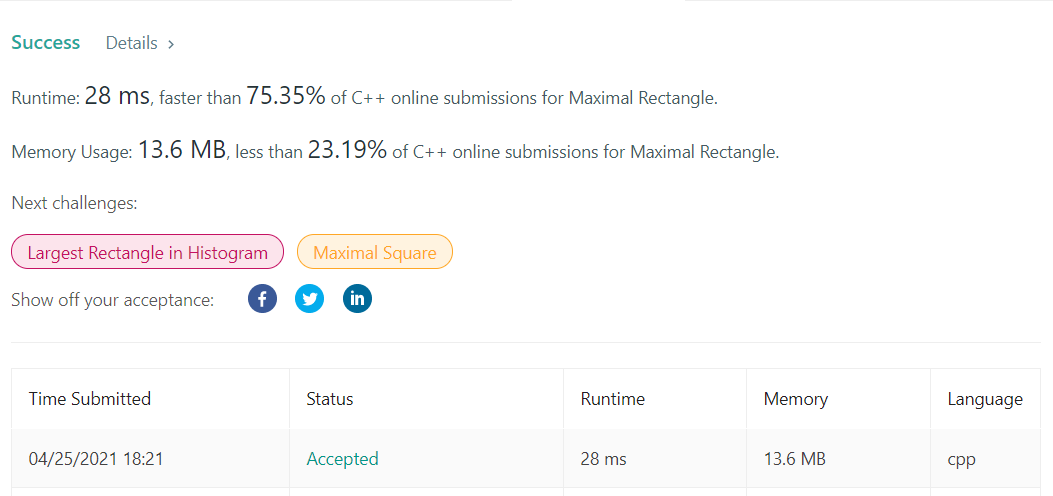 Success Details >
Runtime: 28 ms, faster than 75.35% of C++ online submissions for Maximal Rectangle.
Memory Usage: 13.6 MB, less than 23.19% of C++ online submissions for Maximal Rectangle.
Next challenges:
Largest Rectangle in Histogram Maximal Square
Show off your acceptance: f in
Time Submitted Status Runtime Memory Language
04/25/2021 18:21 Accepted 28 ms 13.6 MB cpp